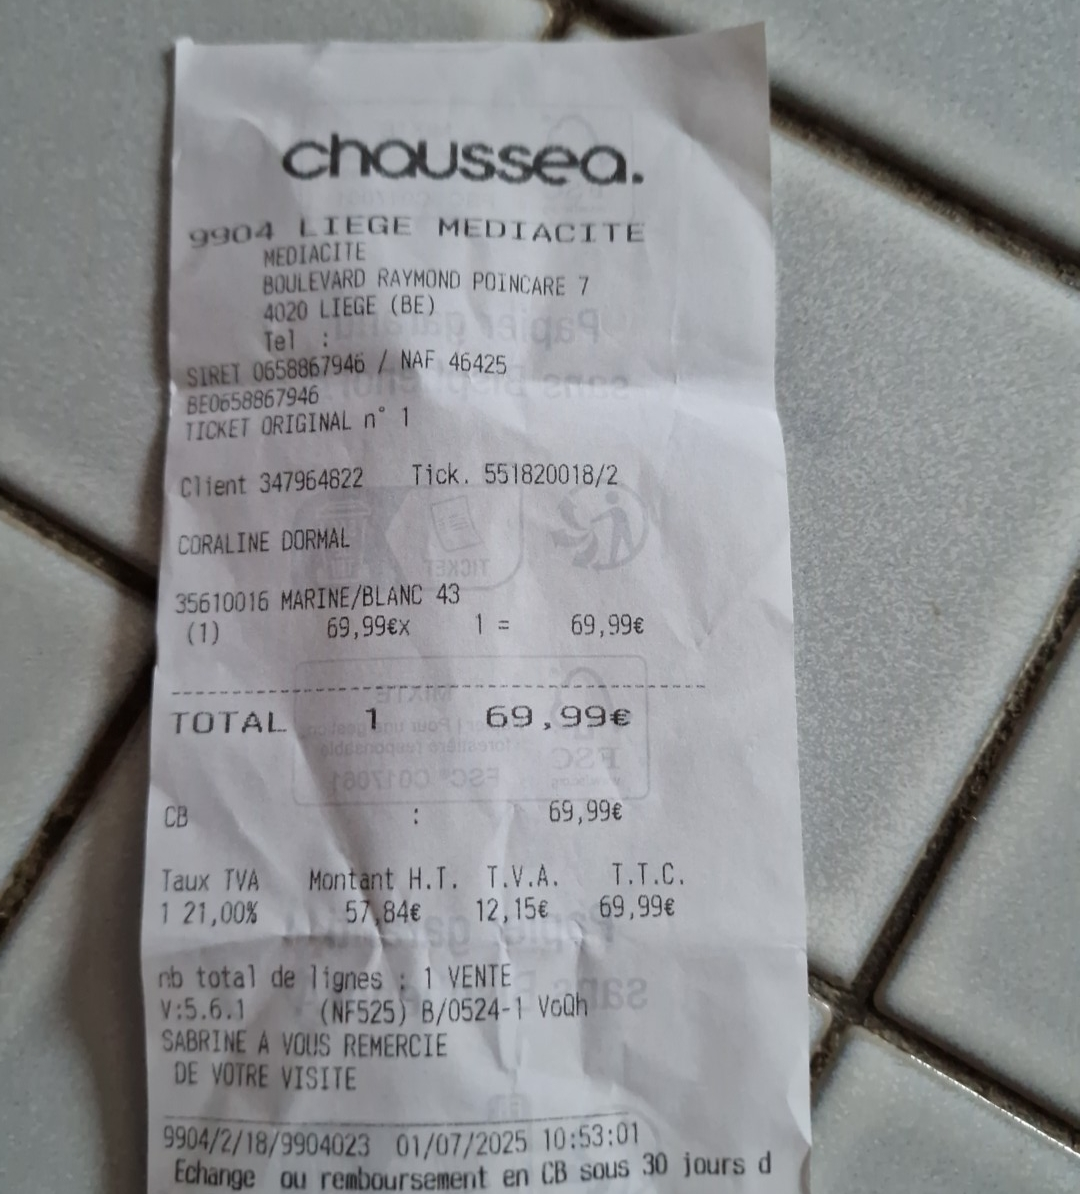 chaussea.
9904 LIEGE MEDIACITE
MEDIACITE
BOULEVARD RAYMOND POINCARE 7
4020 LIEGE (BE)
Tel :
SIRET 0658867946 / NAF 46425
BE0658867946
TICKET ORIGINAL n° 1
Client 347964822 Tick. 551820018/2
CORALINE DORMAL
35610016 MARINE/BLANC 43
(1) 69,99€x 1 = 69,99€
TOTAL 1 69,99€
CB : 69,99€
Taux TVA Montant H.T. T.V.A. T.T.C.
1 21,00% 57,84€ 12,15€ 69,99€
nb total de lignes : 1 VENTE
V:5.6.1 (NF525) B/0524-1 VoQh
SABRINE A VOUS REMERCIE
DE VOTRE VISITE
9904/2/18/9904023 01/07/2025 10:53:01
Echange ou remboursement en CB sous 30 jours d